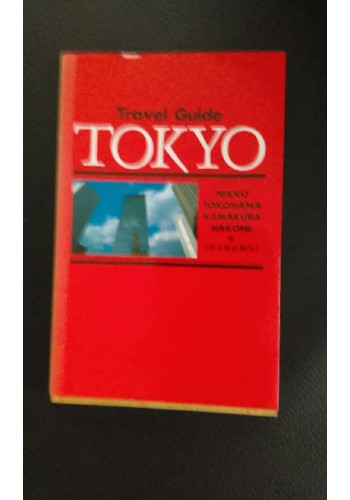 Travel Guide
TOKYO
NIKKO
YOKOHAMA
KAMAKURA
HAKONE